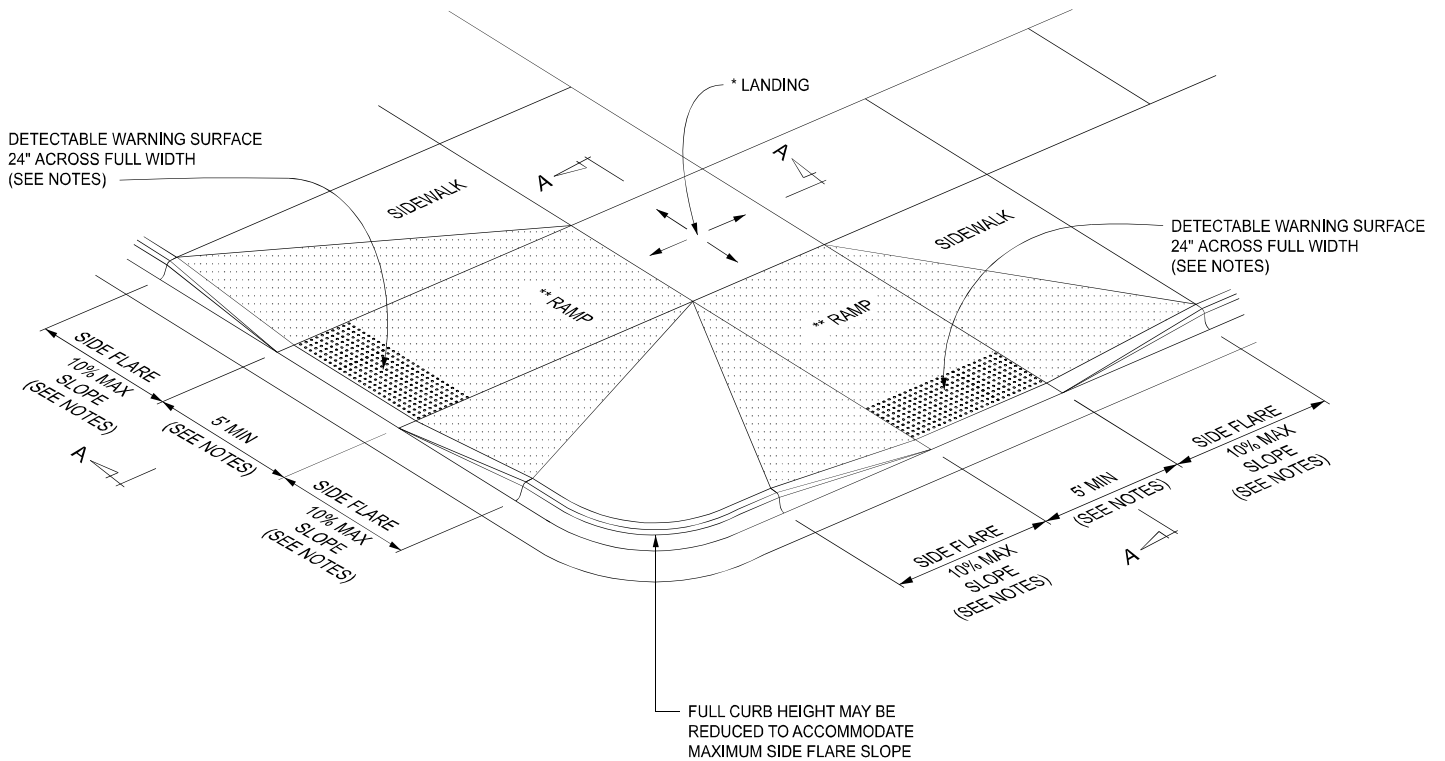 * LANDING
DETECTABLE WARNING SURFACE
24" ACROSS FULL WIDTH
(SEE NOTES)
A
A
SIDEWALK
SIDEWALK
DETECTABLE WARNING SURFACE
24" ACROSS FULL WIDTH
(SEE NOTES)
** RAMP
** RAMP
SIDE FLARE
10% MAX
SLOPE
(SEE NOTES)
5' MIN
(SEE NOTES)
A
SIDE FLARE
10% MAX
SLOPE
(SEE NOTES)
SIDE FLARE
10% MAX
SLOPE
(SEE NOTES)
5' MIN
(SEE NOTES)
A
SIDE FLARE
10% MAX
SLOPE
(SEE NOTES)
FULL CURB HEIGHT MAY BE
REDUCED TO ACCOMMODATE
MAXIMUM SIDE FLARE SLOPE